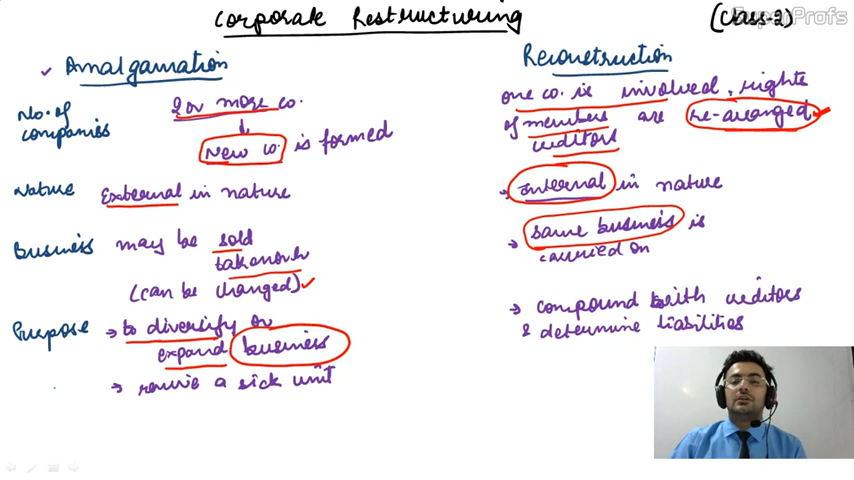 Corporate Restructuring
(Class-2)
SuperProfs
Amalgamation
No. of
companies
2 or more co.
New co. is formed
Nature
External in nature
Business
may be sold
takenover
(can be changed)
Purpose
to diversify or
expand business
revive a sick unit
Reconstruction
one co. is involved, rights
of members are re-arranged
creditors
internal in nature
same business is
carried on
compound with creditors
& determine liabilities